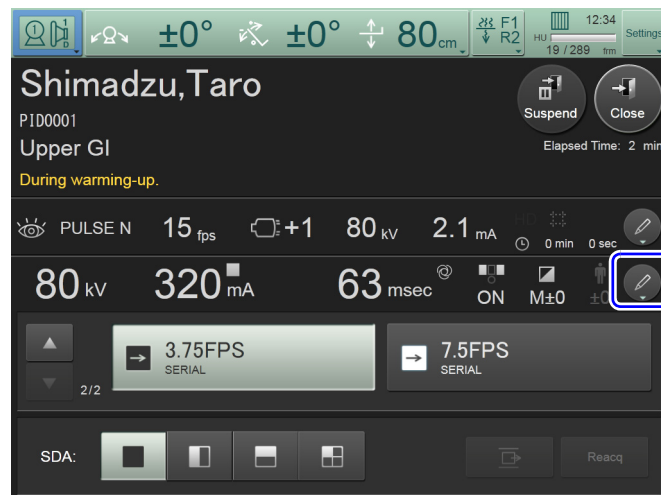 ±0° ±0° 80cm F1 R2 HU 12:34 19 / 289 frm Settings
Shimadzu,Taro
PID0001
Suspend Close
Upper GI
Elapsed Time: 2 min
During warming-up.
PULSE N 15 fps +1 80 kV 2.1 mA HD 0 min 0 sec
80 kV 320 mA 63 msec ON M±0 ±0
3.75FPS 7.5FPS
SERIAL SERIAL
2/2
SDA: Reacq